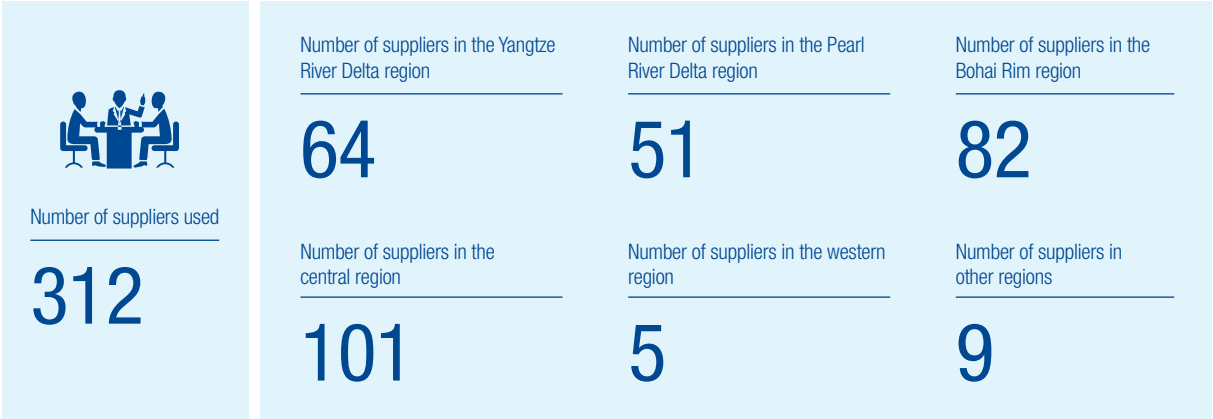 Number of suppliers used
312
Number of suppliers in the Yangtze
River Delta region
64
Number of suppliers in the Pearl
River Delta region
51
Number of suppliers in the
Bohai Rim region
82
Number of suppliers in the
central region
101
Number of suppliers in the western
region
5
Number of suppliers in
other regions
9